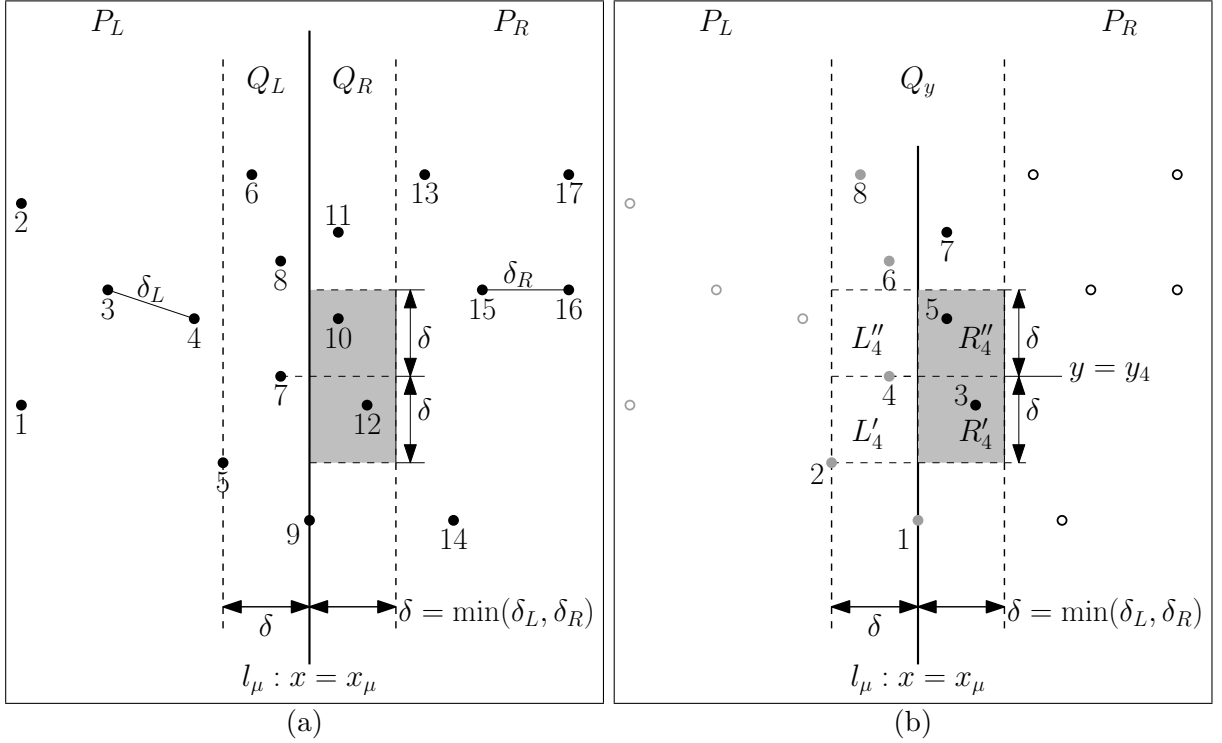 P_L P_R
Q_L Q_R
6 13 17
2 11
8
3 δ_L 4 15 δ_R 16
10 δ
7
1 12 δ
5
9 14
δ δ = min(δ_L, δ_R)
l_μ : x = x_μ
(a)
P_L P_R
Q_y
8
7
6
5 L''_4 R''_4 δ
4 y = y_4
3 δ
L'_4 R'_4
2
1
δ δ = min(δ_L, δ_R)
l_μ : x = x_μ
(b)